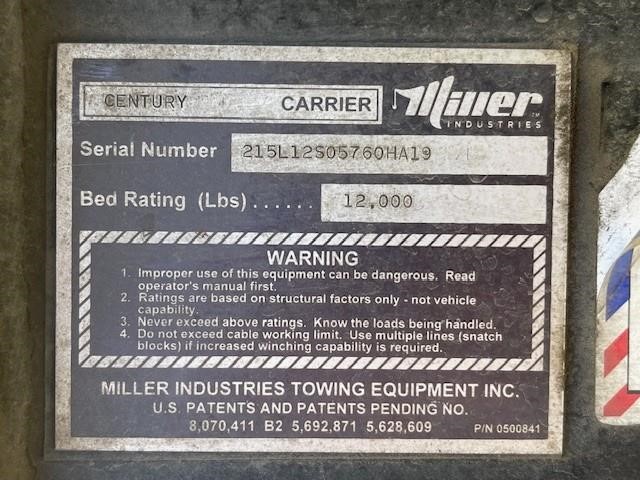 CENTURY CARRIER Miller
INDUSTRIES
Serial Number 215L12S05760HA19
Bed Rating (Lbs)...... 12,000
WARNING
1. Improper use of this equipment can be dangerous. Read
operator's manual first.
2. Ratings are based on structural factors only - not vehicle
capability.
3. Never exceed above ratings. Know the loads being handled.
4. Do not exceed cable working limit. Use multiple lines (snatch
blocks) if increased winching capability is required.
MILLER INDUSTRIES TOWING EQUIPMENT INC.
U.S. PATENTS AND PATENTS PENDING NO.
8,070,411 B2 5,692,871 5,628,609
P/N 0500841